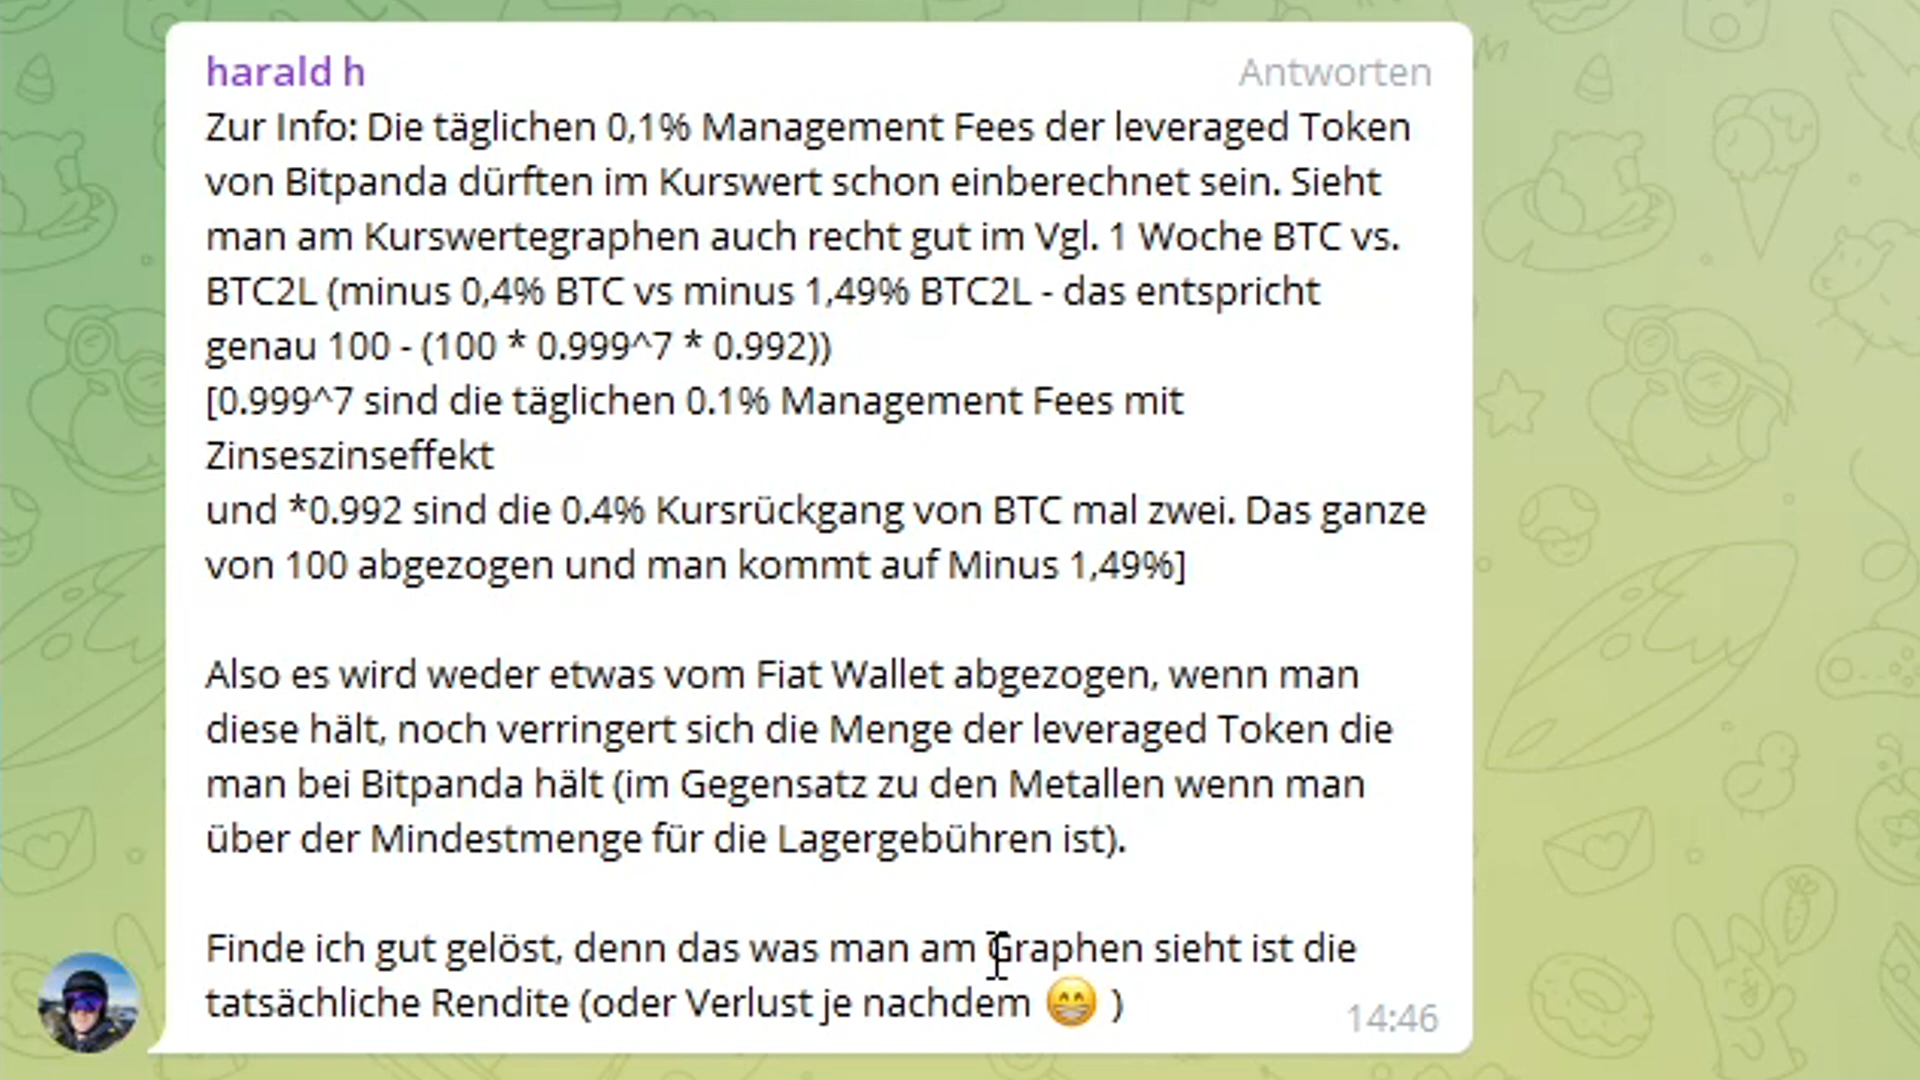 harald h
Antworten
Zur Info: Die täglichen 0,1% Management Fees der leveraged Token
von Bitpanda dürften im Kurswert schon einberechnet sein. Sieht
man am Kurswertegraphen auch recht gut im Vgl. 1 Woche BTC vs.
BTC2L (minus 0,4% BTC vs minus 1,49% BTC2L - das entspricht
genau 100 - (100 * 0.999^7 * 0.992))
[0.999^7 sind die täglichen 0.1% Management Fees mit
Zinseszinseffekt
und *0.992 sind die 0.4% Kursrückgang von BTC mal zwei. Das ganze
von 100 abgezogen und man kommt auf Minus 1,49%]
Also es wird weder etwas vom Fiat Wallet abgezogen, wenn man
diese hält, noch verringert sich die Menge der leveraged Token die
man bei Bitpanda hält (im Gegensatz zu den Metallen wenn man
über der Mindestmenge für die Lagergebühren ist).
Finde ich gut gelöst, denn das was man am Graphen sieht ist die
tatsächliche Rendite (oder Verlust je nachdem 😁 )
14:46